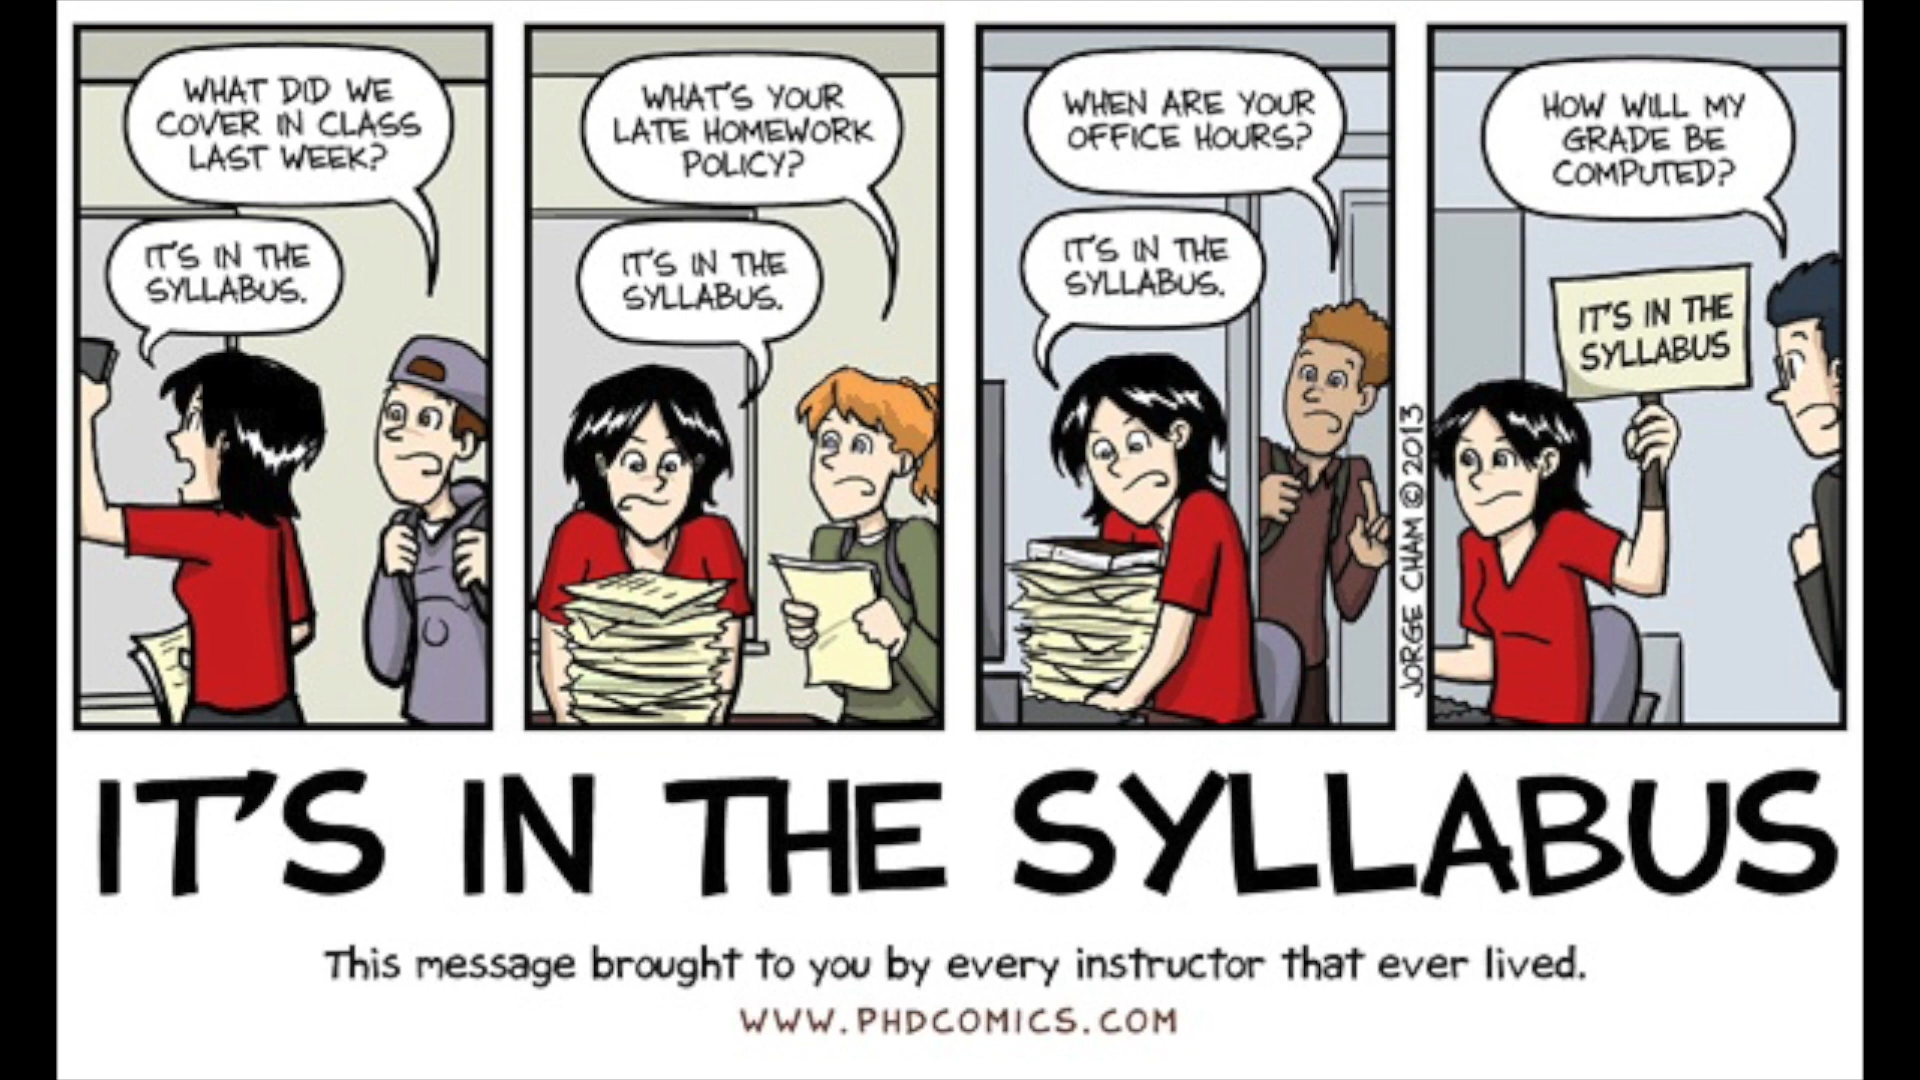 WHAT DID WE
COVER IN CLASS
LAST WEEK?
IT'S IN THE
SYLLABUS.
WHAT'S YOUR
LATE HOMEWORK
POLICY?
IT'S IN THE
SYLLABUS.
WHEN ARE YOUR
OFFICE HOURS?
IT'S IN THE
SYLLABUS.
JORGE CHAM © 2013
HOW WILL MY
GRADE BE
COMPUTED?
IT'S IN THE
SYLLABUS
IT'S IN THE SYLLABUS
This message brought to you by every instructor that ever lived.
WWW.PHDCOMICS.COM